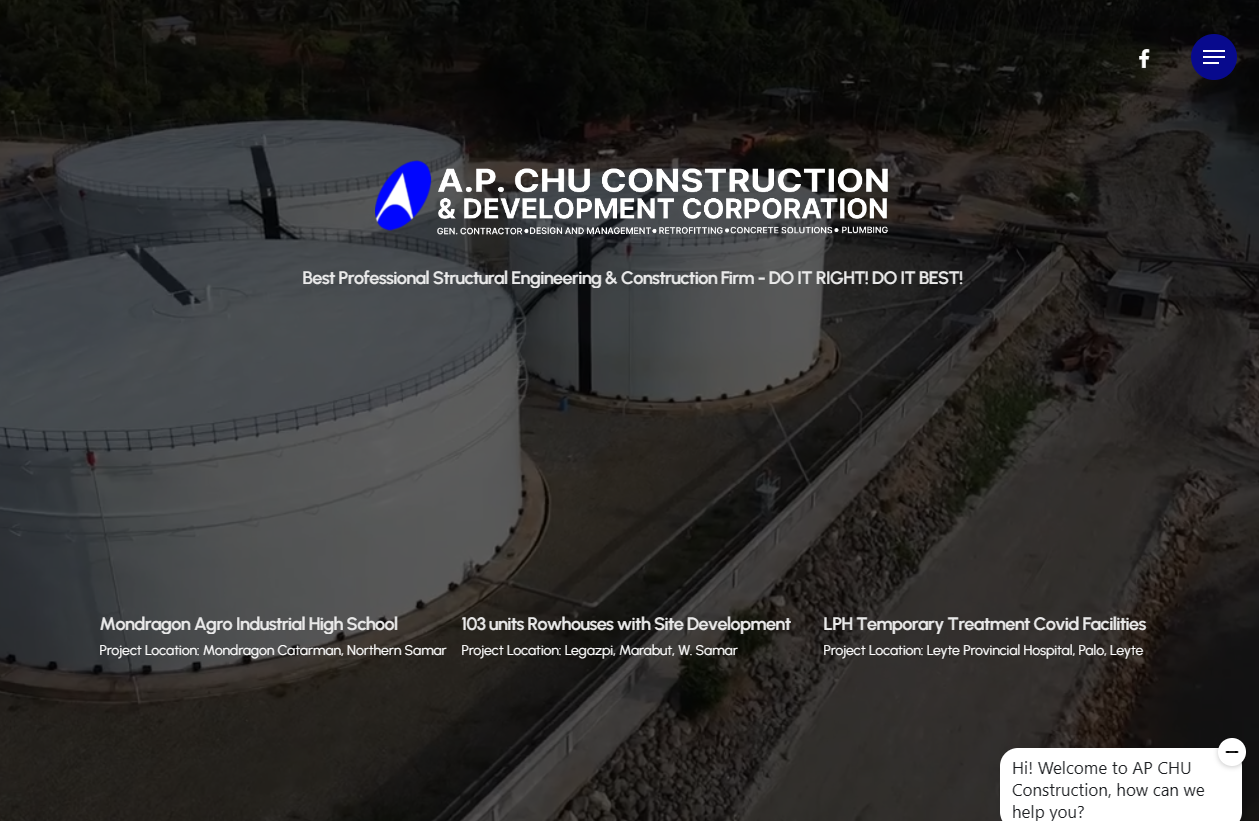 A.P. CHU CONSTRUCTION
& DEVELOPMENT CORPORATION
GEN. CONTRACTOR • DESIGN AND MANAGEMENT • RETROFITTING • CONCRETE SOLUTIONS • PLUMBING
Best Professional Structural Engineering & Construction Firm - DO IT RIGHT! DO IT BEST!
Mondragon Agro Industrial High School
Project Location: Mondragon Catarman, Northern Samar
103 units Rowhouses with Site Development
Project Location: Legazpi, Marabut, W. Samar
LPH Temporary Treatment Covid Facilities
Project Location: Leyte Provincial Hospital, Palo, Leyte
Hi! Welcome to AP CHU
Construction, how can we
help you?